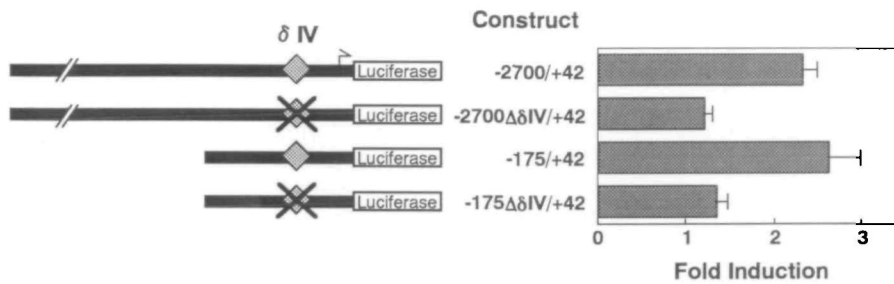 δ IV
Construct
Luciferase
-2700/+42
Luciferase
-2700ΔδIV/+42
Luciferase
-175/+42
Luciferase
-175ΔδIV/+42
0 1 2 3
Fold Induction